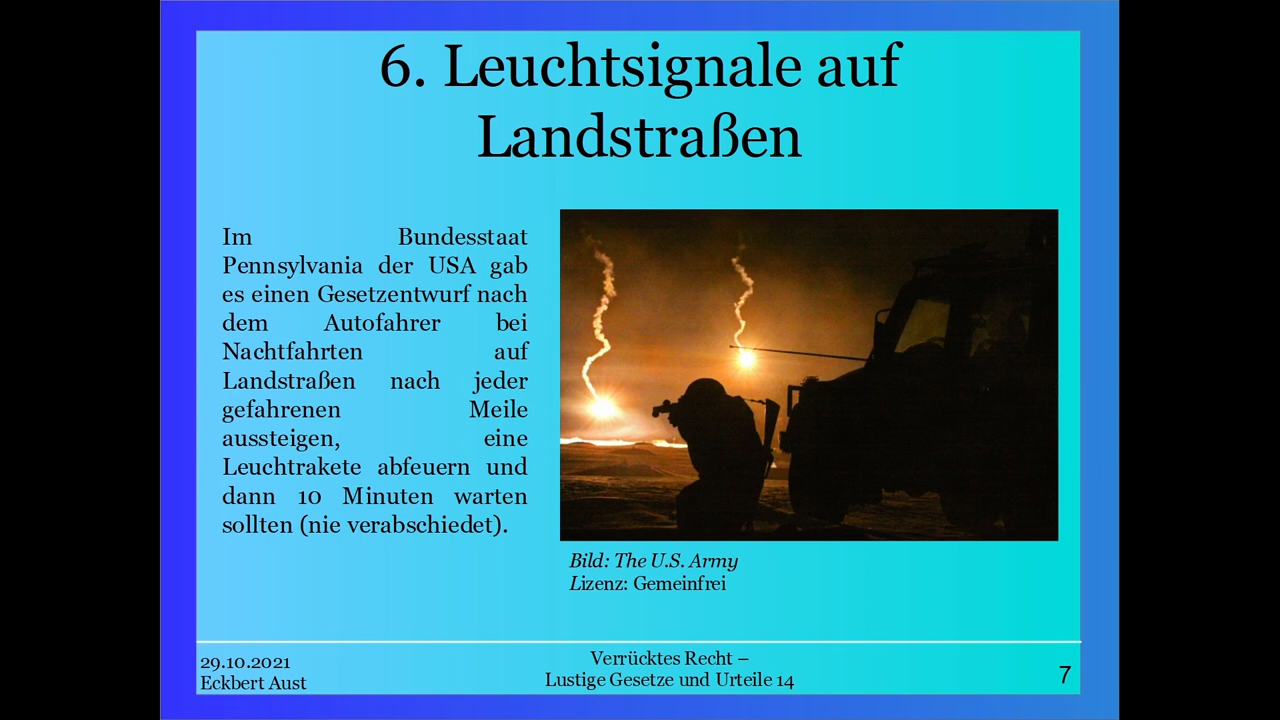 6. Leuchtsignale auf
Landstraßen
Im Bundesstaat
Pennsylvania der USA gab
es einen Gesetzentwurf nach
dem Autofahrer bei
Nachtfahrten auf
Landstraßen nach jeder
gefahrenen Meile
aussteigen, eine
Leuchtrakete abfeuern und
dann 10 Minuten warten
sollten (nie verabschiedet).
Bild: The U.S. Army
Lizenz: Gemeinfrei
29.10.2021
Eckbert Aust
Verrücktes Recht –
Lustige Gesetze und Urteile 14
7